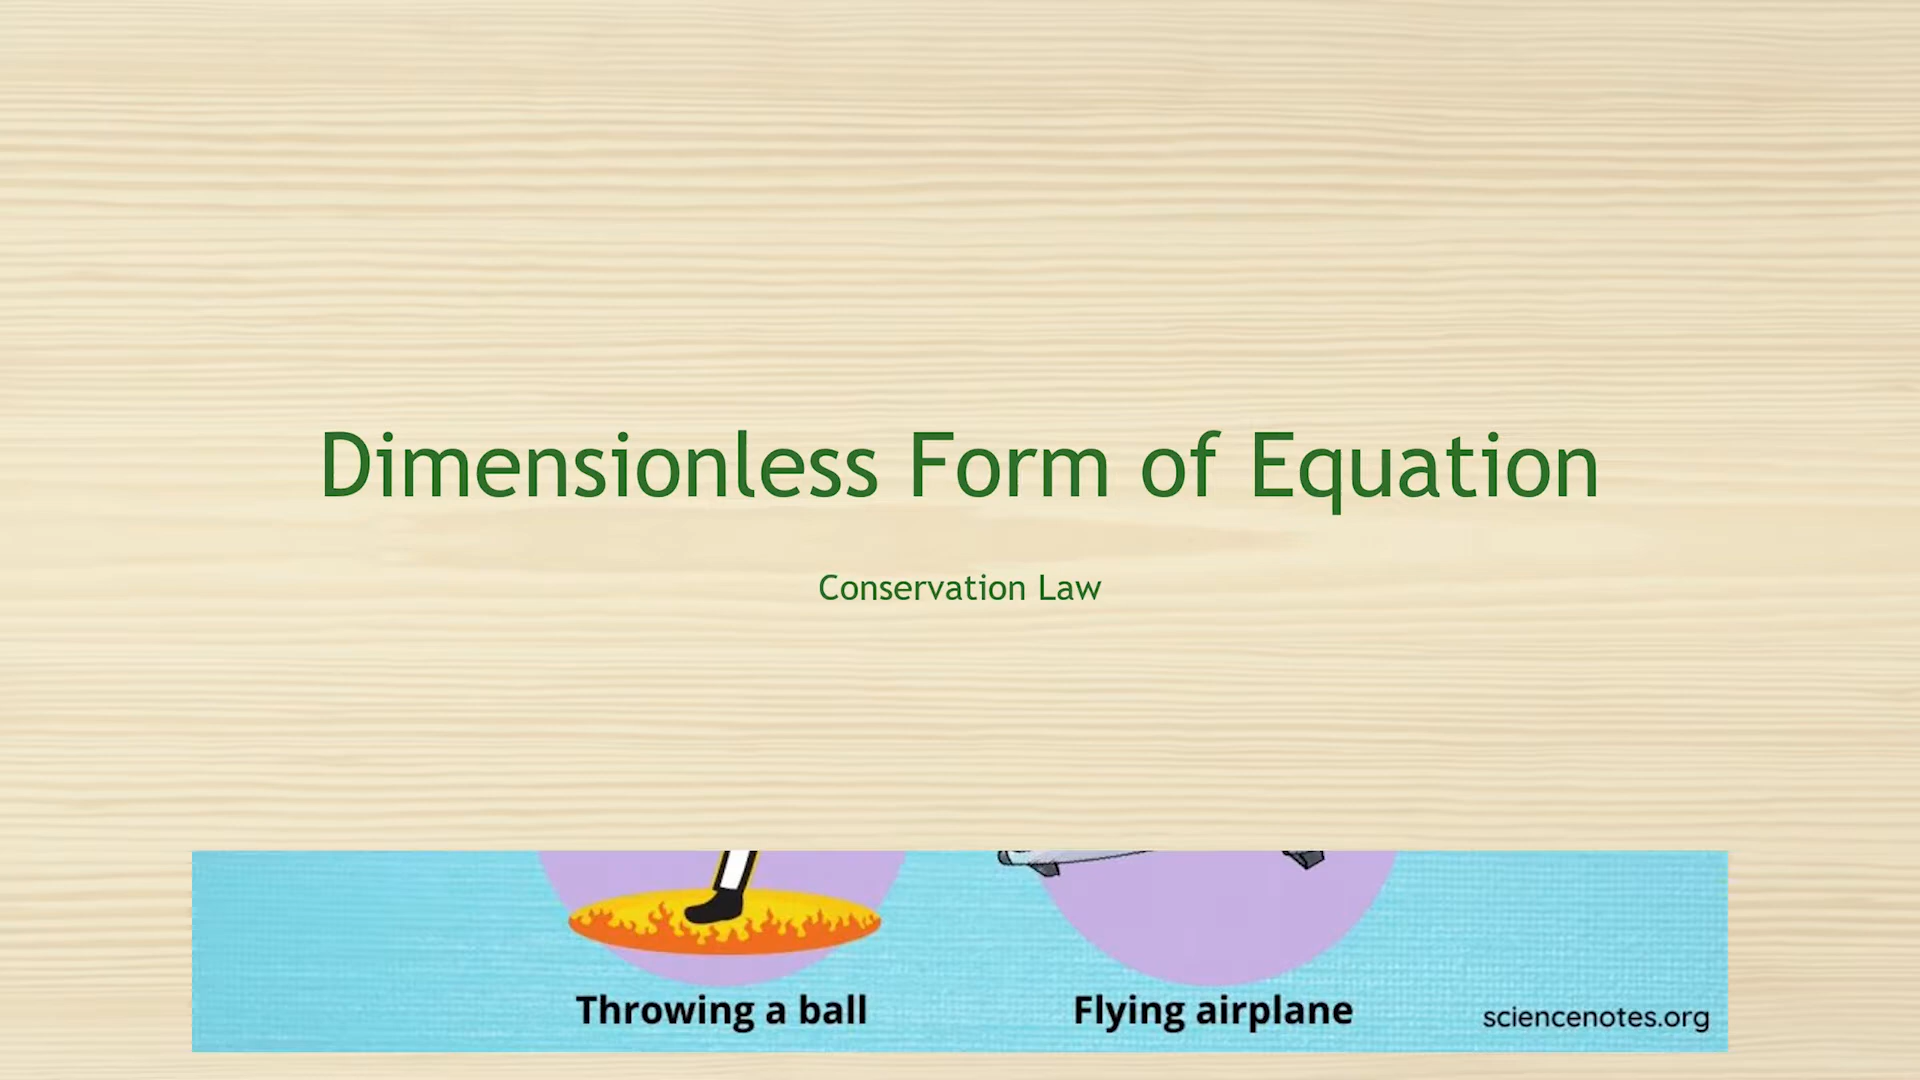 Dimensionless Form of Equation
Conservation Law
Throwing a ball
Flying airplane
sciencenotes.org